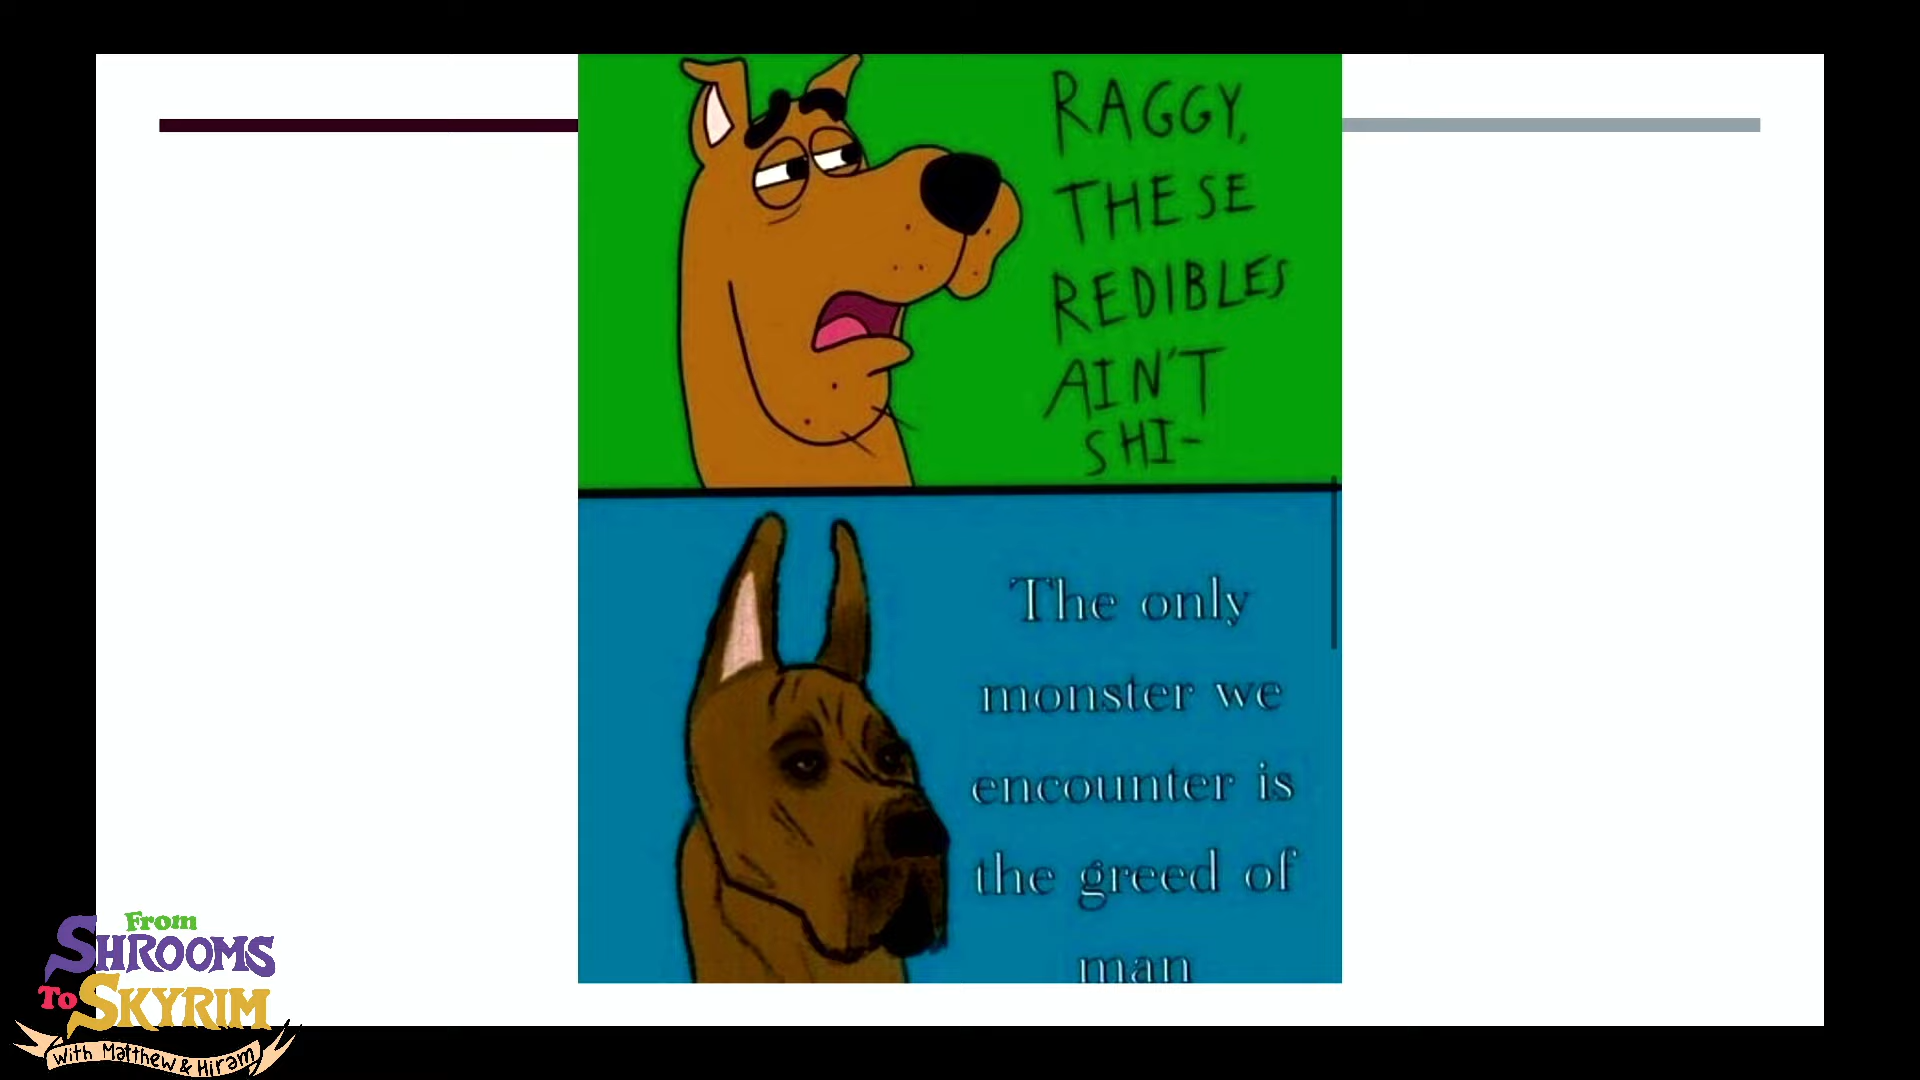 RAGGY,
THESE
REDIBLES
AIN'T
SHI-
The only
monster we
encounter is
the greed of
man
From
SHROOMS
To SKYRIM
with Matthew & Hiram